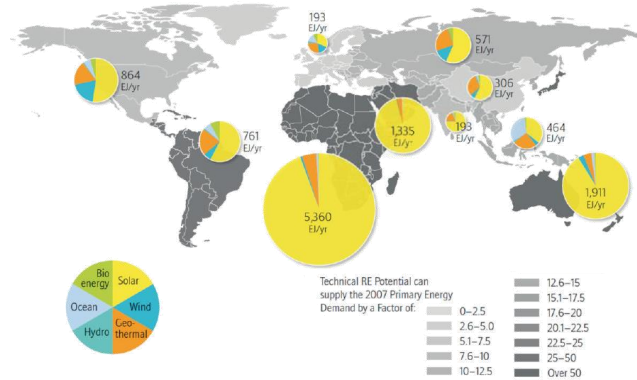 193
EJ/yr
571
EJ/yr
864
EJ/yr
306
EJ/yr
761
EJ/yr
1,335
EJ/yr
193
EJ/yr
464
EJ/yr
5,360
EJ/yr
1,911
EJ/yr
Bio
energy
Solar
Ocean
Wind
Hydro
Geo-
thermal
Technical RE Potential can
supply the 2007 Primary Energy
Demand by a Factor of:
0–2.5
2.6–5.0
5.1–7.5
7.6–10
10–12.5
12.6–15
15.1–17.5
17.6–20
20.1–22.5
22.5–25
25–50
Over 50